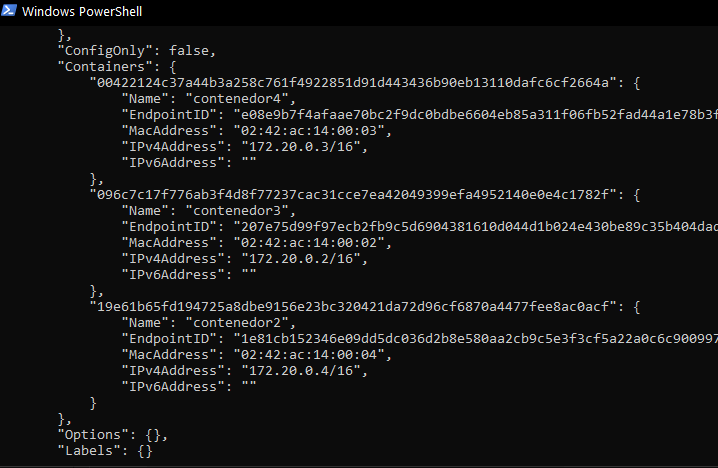 Windows PowerShell
},
"ConfigOnly": false,
"Containers": {
"00422124c37a44b3a258c761f4922851d91d443436b90eb13110dafc6cf2664a": {
"Name": "contenedor4",
"EndpointID": "e08e9b7f4afaae70bc2f9dc0bdbe6604eb85a311f06fb52fad44a1e78b3f
"MacAddress": "02:42:ac:14:00:03",
"IPv4Address": "172.20.0.3/16",
"IPv6Address": ""
},
"096c7c17f776ab3f4d8f77237cac31cce7ea42049399efa4952140e0e4c1782f": {
"Name": "contenedor3",
"EndpointID": "207e75d99f97ecb2fb9c5d6904381610d044d1b024e430be89c35b404dad
"MacAddress": "02:42:ac:14:00:02",
"IPv4Address": "172.20.0.2/16",
"IPv6Address": ""
},
"19e61b65fd194725a8dbe9156e23bc320421da72d96cf6870a4477fee8ac0acf": {
"Name": "contenedor2",
"EndpointID": "1e81cb152346e09dd5dc036d2b8e580aa2cb9c5e3f3cf5a22a0c6c900997
"MacAddress": "02:42:ac:14:00:04",
"IPv4Address": "172.20.0.4/16",
"IPv6Address": ""
}
},
"Options": {},
"Labels": {}